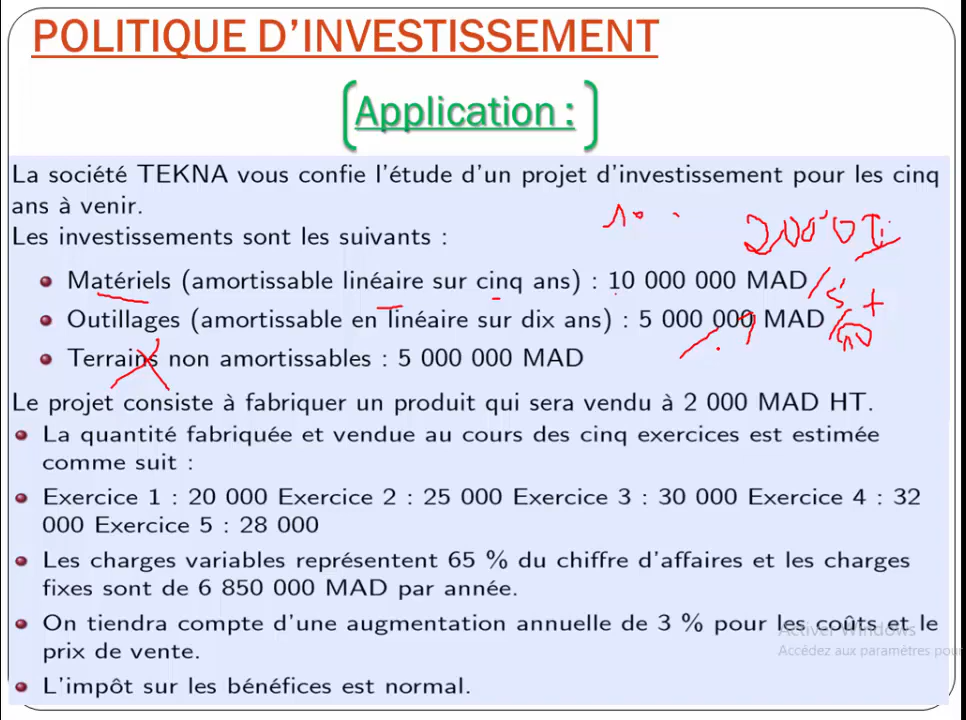 POLITIQUE D'INVESTISSEMENT
Application :
La société TEKNA vous confie l'étude d'un projet d'investissement pour les cinq
ans à venir.
Les investissements sont les suivants :
Matériels (amortissable linéaire sur cinq ans) : 10 000 000 MAD
Outillages (amortissable en linéaire sur dix ans) : 5 000 000 MAD
Terrains non amortissables : 5 000 000 MAD
Le projet consiste à fabriquer un produit qui sera vendu à 2 000 MAD HT.
La quantité fabriquée et vendue au cours des cinq exercices est estimée
comme suit :
Exercice 1 : 20 000 Exercice 2 : 25 000 Exercice 3 : 30 000 Exercice 4 : 32
000 Exercice 5 : 28 000
Les charges variables représentent 65 % du chiffre d'affaires et les charges
fixes sont de 6 850 000 MAD par année.
On tiendra compte d'une augmentation annuelle de 3 % pour les coûts et le
prix de vente.
Activer Windows
Accédez aux paramètres pour
L'impôt sur les bénéfices est normal.